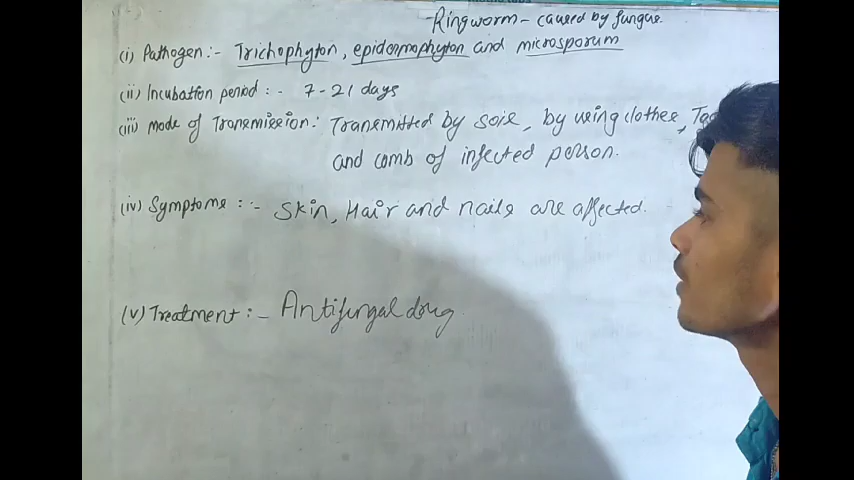 -Ringworm- caused by fungus.
(i) Pathogen:- Trichophyton, epidermophyton and microsporum
(ii) Incubation period :- 7-21 days
(iii) mode of Transmission: Transmitted by soil, by using clothes,
and comb of infected person.
(iv) Symptoms ::- Skin, Hair and nails are affected.
(v) Treatment :- Antifungal drug.